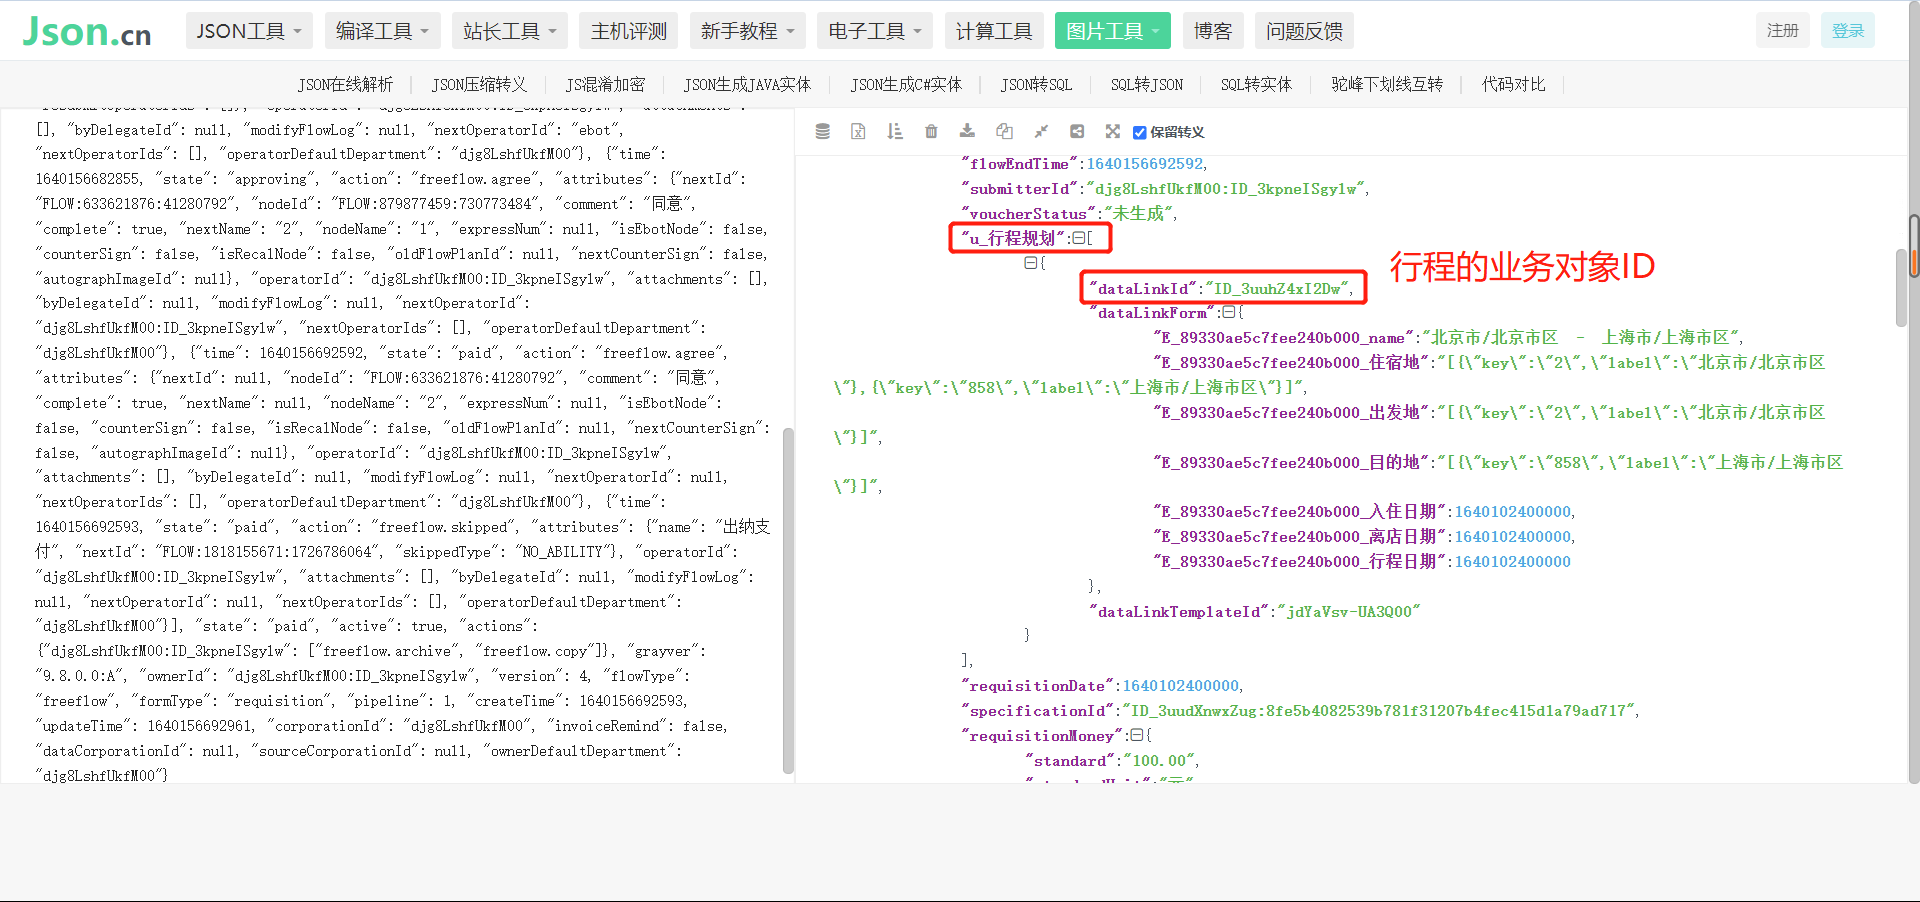 Json.cn
JSON工具 编译工具 站长工具 主机评测 新手教程 电子工具 计算工具 图片工具 博客 问题反馈 注册 登录
JSON在线解析 JSON压缩转义 JS混淆加密 JSON生成JAVA实体 JSON生成C#实体 JSON转SQL SQL转JSON SQL转实体 驼峰下划线互转 代码对比
[], "byDelegateId": null, "modifyFlowLog": null, "nextOperatorId": "ebot",
"nextOperatorIds": [], "operatorDefaultDepartment": "djg8LshfUkfM00"}, {"time":
1640156682855, "state": "approving", "action": "freeflow.agree", "attributes": {"nextId":
"FLOW:633621876:41280792", "nodeId": "FLOW:879877459:730773484", "comment": "同意",
"complete": true, "nextName": "2", "nodeName": "1", "expressNum": null, "isEbotNode": false,
"counterSign": false, "isRecalNode": false, "oldFlowPlanId": null, "nextCounterSign": false,
"autographImageId": null}, "operatorId": "djg8LshfUkfM00:ID_3kpneISgy1w", "attachments": [],
"byDelegateId": null, "modifyFlowLog": null, "nextOperatorId":
"djg8LshfUkfM00:ID_3kpneISgy1w", "nextOperatorIds": [], "operatorDefaultDepartment":
"djg8LshfUkfM00"}, {"time": 1640156692592, "state": "paid", "action": "freeflow.agree",
"attributes": {"nextId": null, "nodeId": "FLOW:633621876:41280792", "comment": "同意",
"complete": true, "nextName": null, "nodeName": "2", "expressNum": null, "isEbotNode":
false, "counterSign": false, "isRecalNode": false, "oldFlowPlanId": null, "nextCounterSign":
false, "autographImageId": null}, "operatorId": "djg8LshfUkfM00:ID_3kpneISgy1w",
"attachments": [], "byDelegateId": null, "modifyFlowLog": null, "nextOperatorId": null,
"nextOperatorIds": [], "operatorDefaultDepartment": "djg8LshfUkfM00"}, {"time":
1640156692593, "state": "paid", "action": "freeflow.skipped", "attributes": {"name": "出纳支
付", "nextId": "FLOW:1818155671:1726786064", "skippedType": "NO_ABILITY"}, "operatorId":
"djg8LshfUkfM00:ID_3kpneISgy1w", "attachments": [], "byDelegateId": null, "modifyFlowLog":
null, "nextOperatorId": null, "nextOperatorIds": [], "operatorDefaultDepartment":
"djg8LshfUkfM00"}], "state": "paid", "active": true, "actions":
{"djg8LshfUkfM00:ID_3kpneISgy1w": ["freeflow.archive", "freeflow.copy"]}, "grayver":
"9.8.0.0:A", "ownerId": "djg8LshfUkfM00:ID_3kpneISgy1w", "version": 4, "flowType":
"freeflow", "formType": "requisition", "pipeline": 1, "createTime": 1640156692593,
"updateTime": 1640156692961, "corporationId": "djg8LshfUkfM00", "invoiceRemind": false,
"dataCorporationId": null, "sourceCorporationId": null, "ownerDefaultDepartment":
"djg8LshfUkfM00"}
保留转义
"flowEndTime":1640156692592,
"submitterId":"djg8LshfUkfM00:ID_3kpneISgy1w",
"voucherStatus":"未生成",
"u_行程规划":[
{
"dataLinkId":"ID_3uuhZ4xI2Dw",
行程的业务对象ID
"dataLinkForm":{
"E_89330ae5c7fee240b000_name":"北京市/北京市区 - 上海市/上海市区",
"E_89330ae5c7fee240b000_住宿地":"[{\"key\":\"2\",\"label\":\"北京市/北京市区
\"},{\"key\":\"858\",\"label\":\"上海市/上海市区\"}]",
"E_89330ae5c7fee240b000_出发地":"[{\"key\":\"2\",\"label\":\"北京市/北京市区
\"}]",
"E_89330ae5c7fee240b000_目的地":"[{\"key\":\"858\",\"label\":\"上海市/上海市区
\"}]",
"E_89330ae5c7fee240b000_入住日期":1640102400000,
"E_89330ae5c7fee240b000_离店日期":1640102400000,
"E_89330ae5c7fee240b000_行程日期":1640102400000
},
"dataLinkTemplateId":"jdYaVsv-UA3Q00"
}
],
"requisitionDate":1640102400000,
"specificationId":"ID_3uudXnwxZug:8fe5b4082539b781f31207b4fec415d1a79ad717",
"requisitionMoney":{
"standard":"100.00",